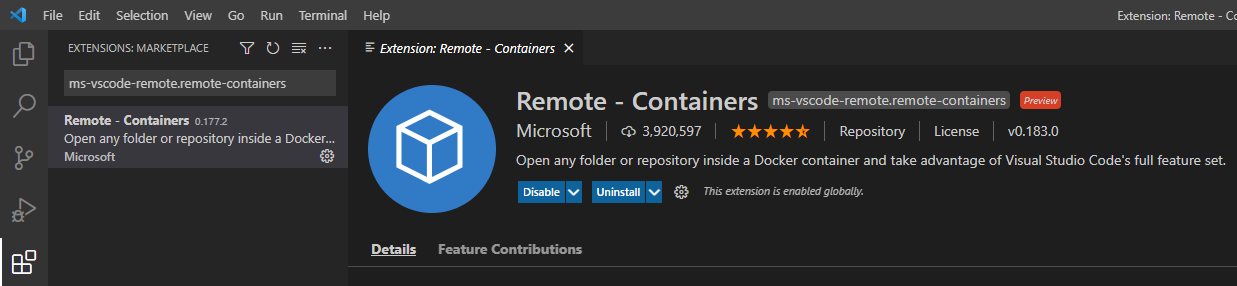 File Edit Selection View Go Run Terminal Help
Extension: Remote - Co
EXTENSIONS: MARKETPLACE
ms-vscode-remote.remote-containers
Remote - Containers 0.177.2
Open any folder or repository inside a Docker...
Microsoft
Extension: Remote - Containers
Remote - Containers ms-vscode-remote.remote-containers Preview
Microsoft 3,920,597 Repository License v0.183.0
Open any folder or repository inside a Docker container and take advantage of Visual Studio Code's full feature set.
Disable Uninstall This extension is enabled globally.
Details Feature Contributions